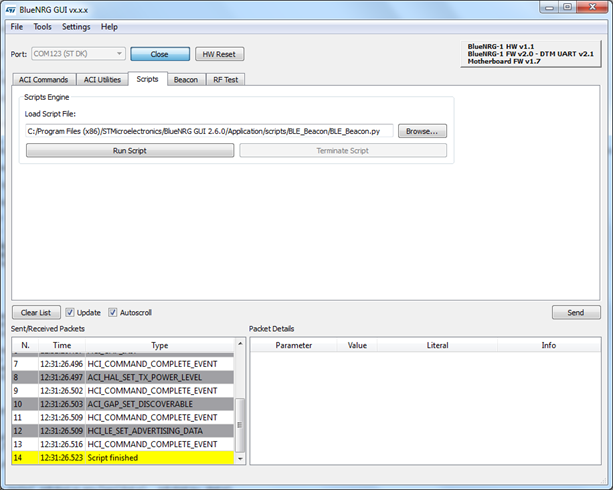 BlueNRG GUI vx.x.x
File Tools Settings Help
Port: COM123 (ST DK) Close HW Reset
BlueNRG-1 HW v1.1
BlueNRG-1 FW v2.0 - DTM UART v2.1
Motherboard FW v1.7
ACI Commands ACI Utilities Scripts Beacon RF Test
Scripts Engine
Load Script File:
C:/Program Files (x86)/STMicroelectronics/BlueNRG GUI 2.6.0/Application/scripts/BLE_Beacon/BLE_Beacon.py Browse...
Run Script Terminate Script
Clear List Update Autoscroll Send
Sent/Received Packets Packet Details
N. Time Type Parameter Value Literal Info
7 12:31:26.496 HCI_COMMAND_COMPLETE_EVENT
8 12:31:26.497 ACI_HAL_SET_TX_POWER_LEVEL
9 12:31:26.502 HCI_COMMAND_COMPLETE_EVENT
10 12:31:26.503 ACI_GAP_SET_DISCOVERABLE
11 12:31:26.509 HCI_COMMAND_COMPLETE_EVENT
12 12:31:26.509 HCI_LE_SET_ADVERTISING_DATA
13 12:31:26.516 HCI_COMMAND_COMPLETE_EVENT
14 12:31:26.523 Script finished